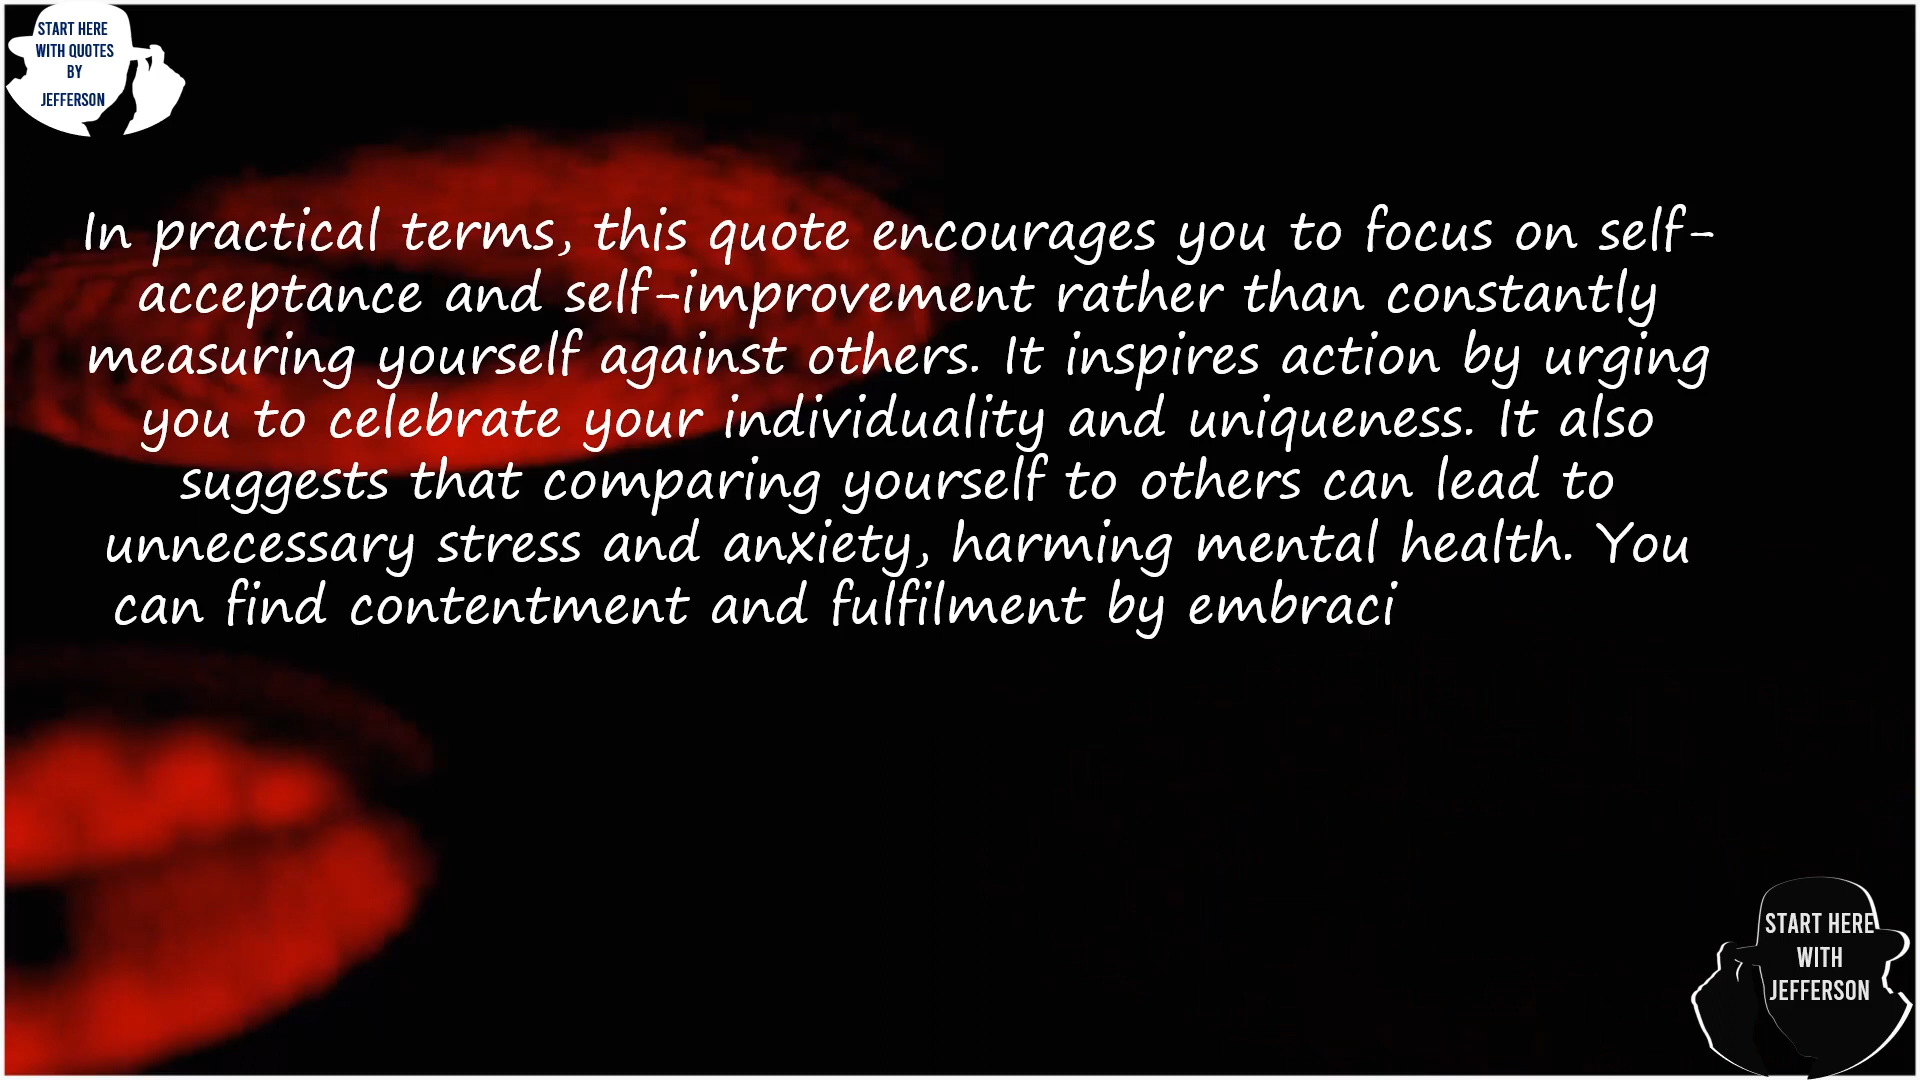 START HERE
WITH QUOTES
BY
JEFFERSON
In practical terms, this quote encourages you to focus on self-
acceptance and self-improvement rather than constantly
measuring yourself against others. It inspires action by urging
you to celebrate your individuality and uniqueness. It also
suggests that comparing yourself to others can lead to
unnecessary stress and anxiety, harming mental health. You
can find contentment and fulfilment by embraci
START HERE
WITH
JEFFERSON